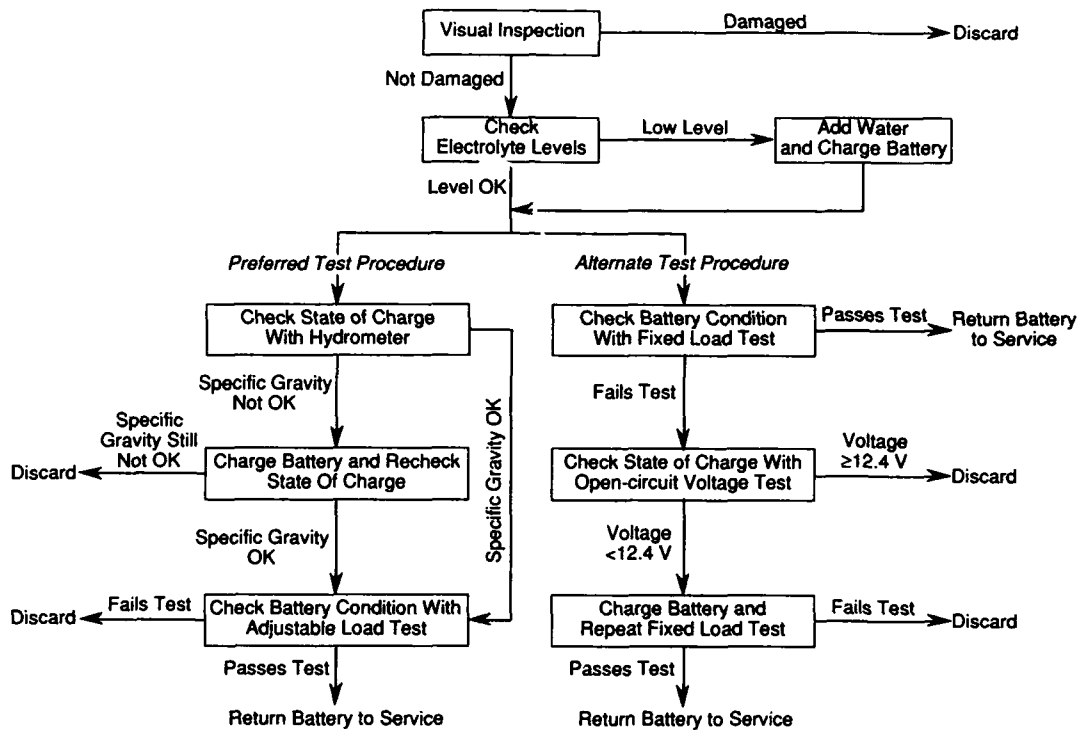 Visual Inspection
Damaged
Discard
Not Damaged
Check
Electrolyte Levels
Low Level
Add Water
and Charge Battery
Level OK
Preferred Test Procedure
Alternate Test Procedure
Check State of Charge
With Hydrometer
Check Battery Condition
With Fixed Load Test
Passes Test
Return Battery
to Service
Specific Gravity
Not OK
Specific Gravity OK
Fails Test
Specific
Gravity Still
Not OK
Discard
Charge Battery and Recheck
State Of Charge
Check State of Charge With
Open-circuit Voltage Test
Voltage
≥12.4 V
Discard
Specific Gravity
OK
Voltage
<12.4 V
Discard
Fails Test
Check Battery Condition With
Adjustable Load Test
Charge Battery and
Repeat Fixed Load Test
Fails Test
Discard
Passes Test
Passes Test
Return Battery to Service
Return Battery to Service